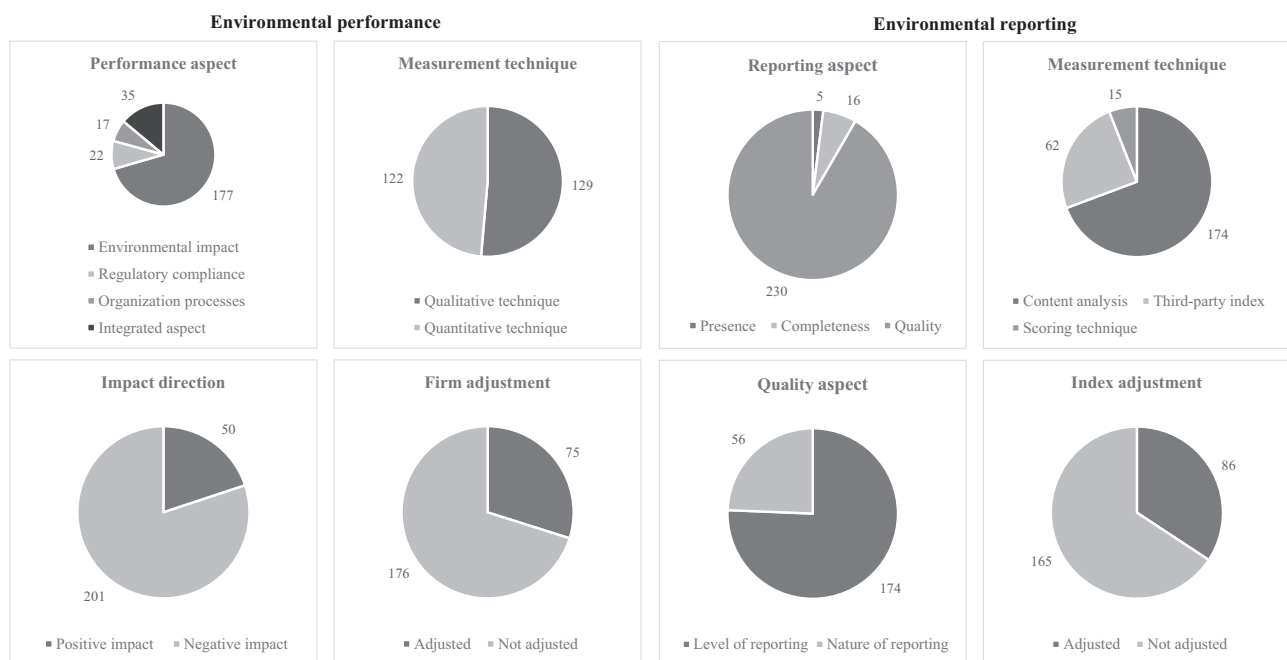 Environmental performance
Environmental reporting
Performance aspect
35
17
22
177
Environmental impact
Regulatory compliance
Organization processes
Integrated aspect
Measurement technique
122
129
Qualitative technique
Quantitative technique
Reporting aspect
5
16
230
Presence Completeness Quality
Measurement technique
15
62
174
Content analysis Third-party index
Scoring technique
Impact direction
50
201
Positive impact Negative impact
Firm adjustment
75
176
Adjusted Not adjusted
Quality aspect
56
174
Level of reporting Nature of reporting
Index adjustment
86
165
Adjusted Not adjusted